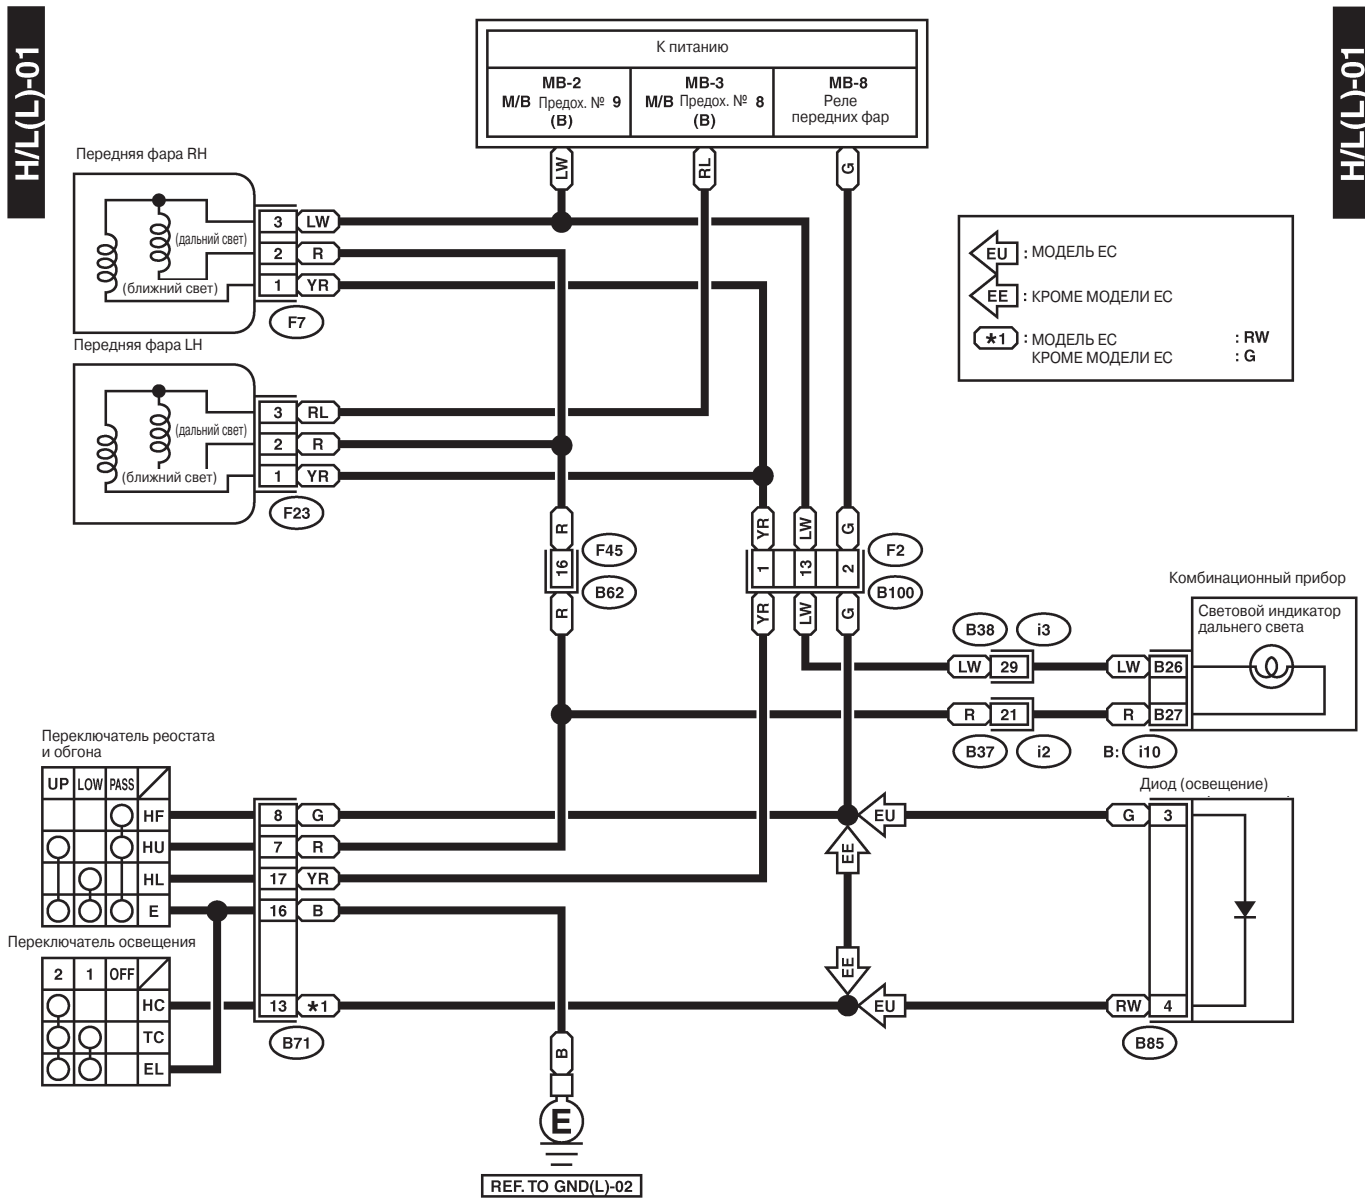 H/L(L)-01
H/L(L)-01
К питанию
MB-2
M/B Предох. № 9
(B)
MB-3
M/B Предох. № 8
(B)
MB-8
Реле
передних фар
LW
RL
G
Передняя фара RH
(дальний свет)
(ближний свет)
3 LW
2 R
1 YR
F7
Передняя фара LH
(дальний свет)
(ближний свет)
3 RL
2 R
1 YR
F23
EU : МОДЕЛЬ ЕС
EE : КРОМЕ МОДЕЛИ ЕС
*1 : МОДЕЛЬ ЕС : RW
КРОМЕ МОДЕЛИ ЕС : G
R
16
R
F45
B62
YR LW G
1 13 2
YR LW G
F2
B100
Комбинационный прибор
Световой индикатор
дальнего света
B38 i3
LW 29 LW B26
R 21 R B27
B37 i2 B: i10
Переключатель реостата
и обгона
UP LOW PASS
HF
HU
HL
E
8 G
7 R
17 YR
16 B
13 *1
B71
Переключатель освещения
2 1 OFF
HC
TC
EL
EU
EE
EE
EU
Диод (освещение)
G 3
RW 4
B85
B
E
REF. TO GND(L)-02